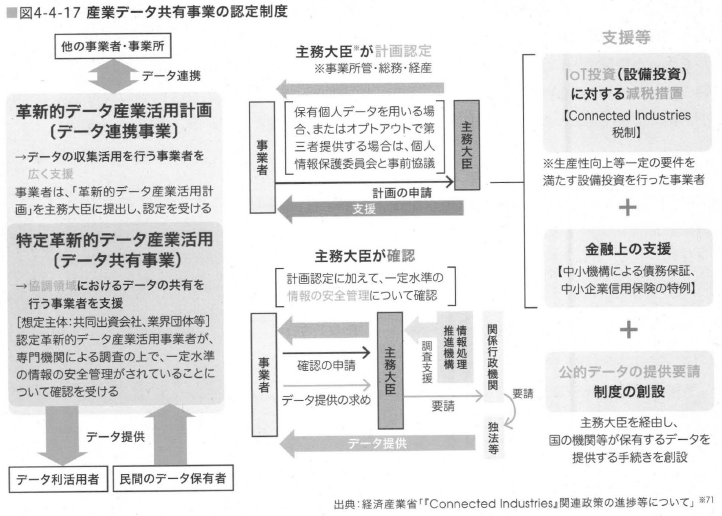 ■図4-4-17 産業データ共有事業の認定制度
他の事業者・事業所
データ連携
革新的データ産業活用計画
〔データ連携事業〕
→データの収集活用を行う事業者を
広く支援
事業者は、「革新的データ産業活用計
画」を主務大臣に提出し、認定を受ける
特定革新的データ産業活用
〔データ共有事業〕
→協調領域におけるデータの共有を
行う事業者を支援
［想定主体：共同出資会社、業界団体等］
認定革新的データ産業活用事業者が、
専門機関による調査の上で、一定水準
の情報の安全管理がされていることに
ついて確認を受ける
データ提供
データ利活用者
民間のデータ保有者
主務大臣※が計画認定
※事業所管・総務・経産
事業者
保有個人データを用いる場
合、またはオプトアウトで第
三者提供する場合は、個人
情報保護委員会と事前協議
主務大臣
計画の申請
支援
主務大臣が確認
計画認定に加えて、一定水準の
情報の安全管理について確認
事業者
確認の申請
データ提供の求め
主務大臣
調査支援
情報処理
推進機構
関係行政機関
要請
要請
独法等
データ提供
支援等
IoT投資（設備投資）
に対する減税措置
【Connected Industries
税制】
※生産性向上等一定の要件を
満たす設備投資を行った事業者
＋
金融上の支援
【中小機構による債務保証、
中小企業信用保険の特例】
＋
公的データの提供要請
制度の創設
主務大臣を経由し、
国の機関等が保有するデータを
提供する手続きを創設
出典：経済産業省「『Connected Industries』関連政策の進捗等について」※71